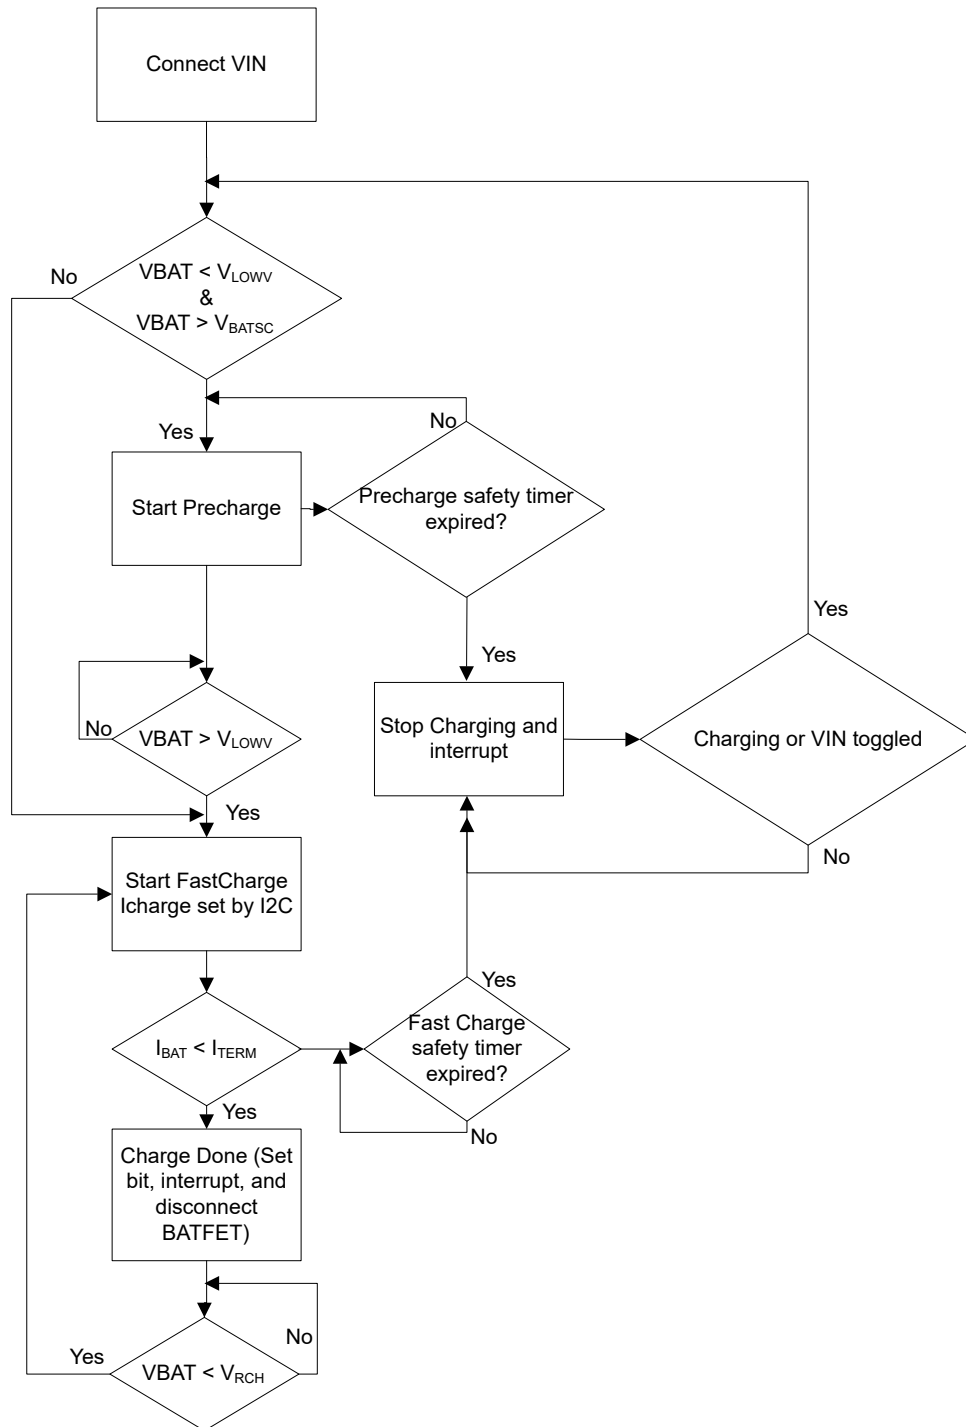 Connect VIN
No
VBAT < VLOWV
&
VBAT > VBATSC
Yes
No
Start Precharge
Precharge safety timer
expired?
Yes
Yes
No
VBAT > VLOWV
Stop Charging and
interrupt
Charging or VIN toggled
Yes
No
Start FastCharge
Icharge set by I2C
IBAT < ITERM
Yes
Fast Charge
safety timer
expired?
Yes
No
Charge Done (Set
bit, interrupt, and
disconnect
BATFET)
No
Yes
VBAT < VRCH